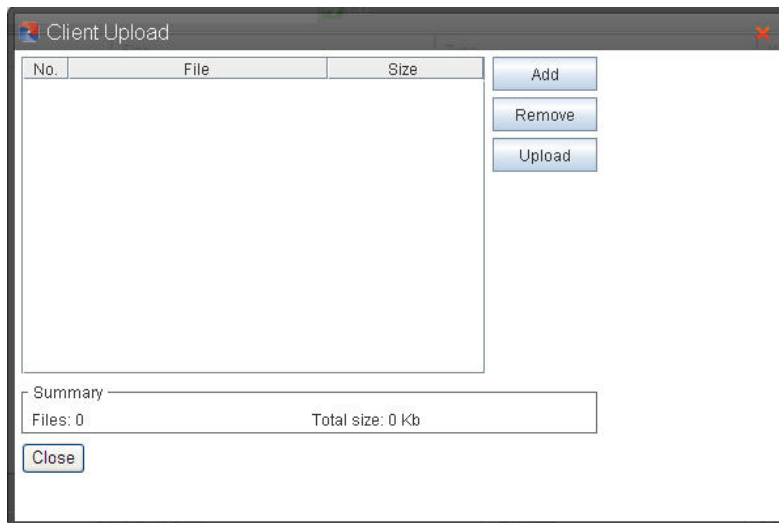 Client Upload
No. File Size
Add
Remove
Upload
Summary
Files: 0 Total size: 0 Kb
Close